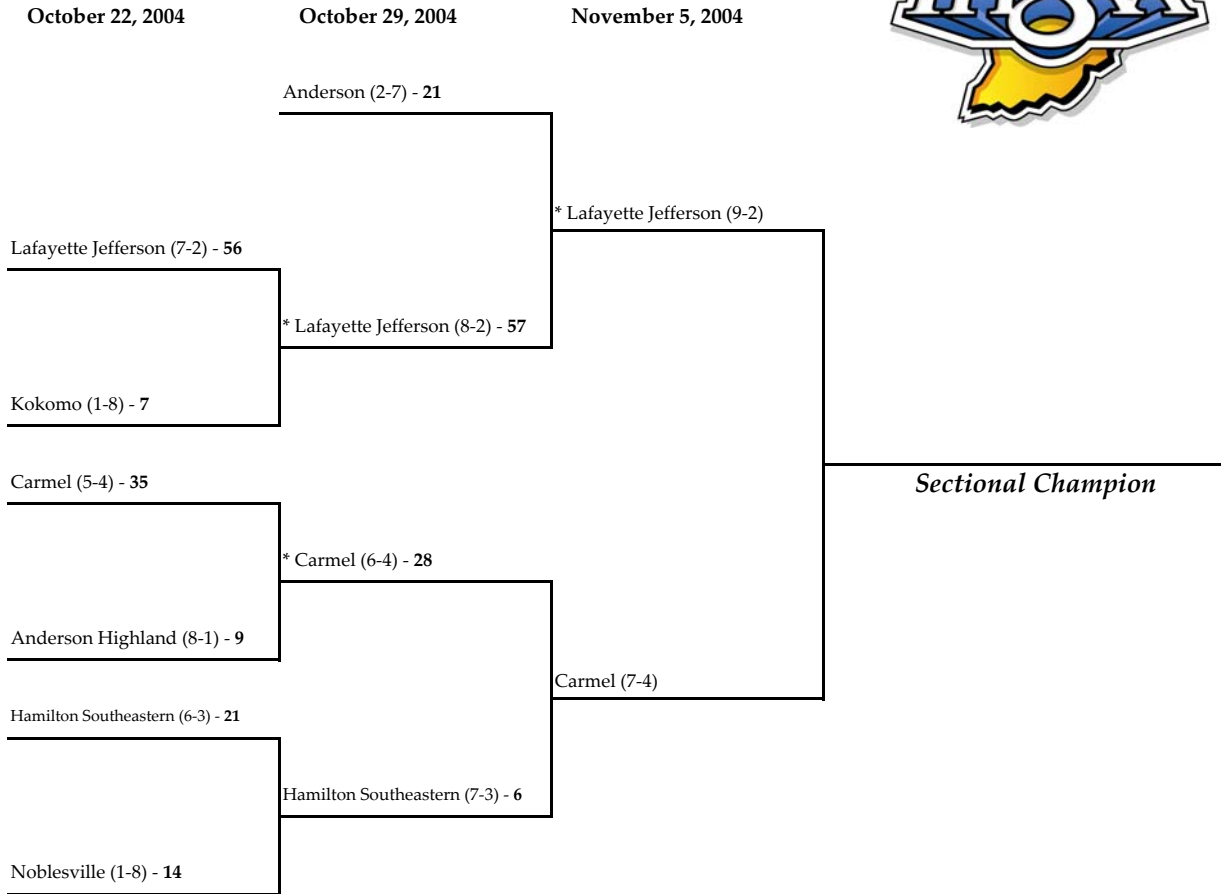 October 22, 2004
October 29, 2004
November 5, 2004
Anderson (2-7) - 21
* Lafayette Jefferson (9-2)
Lafayette Jefferson (7-2) - 56
* Lafayette Jefferson (8-2) - 57
Kokomo (1-8) - 7
Carmel (5-4) - 35
Sectional Champion
* Carmel (6-4) - 28
Anderson Highland (8-1) - 9
Carmel (7-4)
Hamilton Southeastern (6-3) - 21
Hamilton Southeastern (7-3) - 6
Noblesville (1-8) - 14